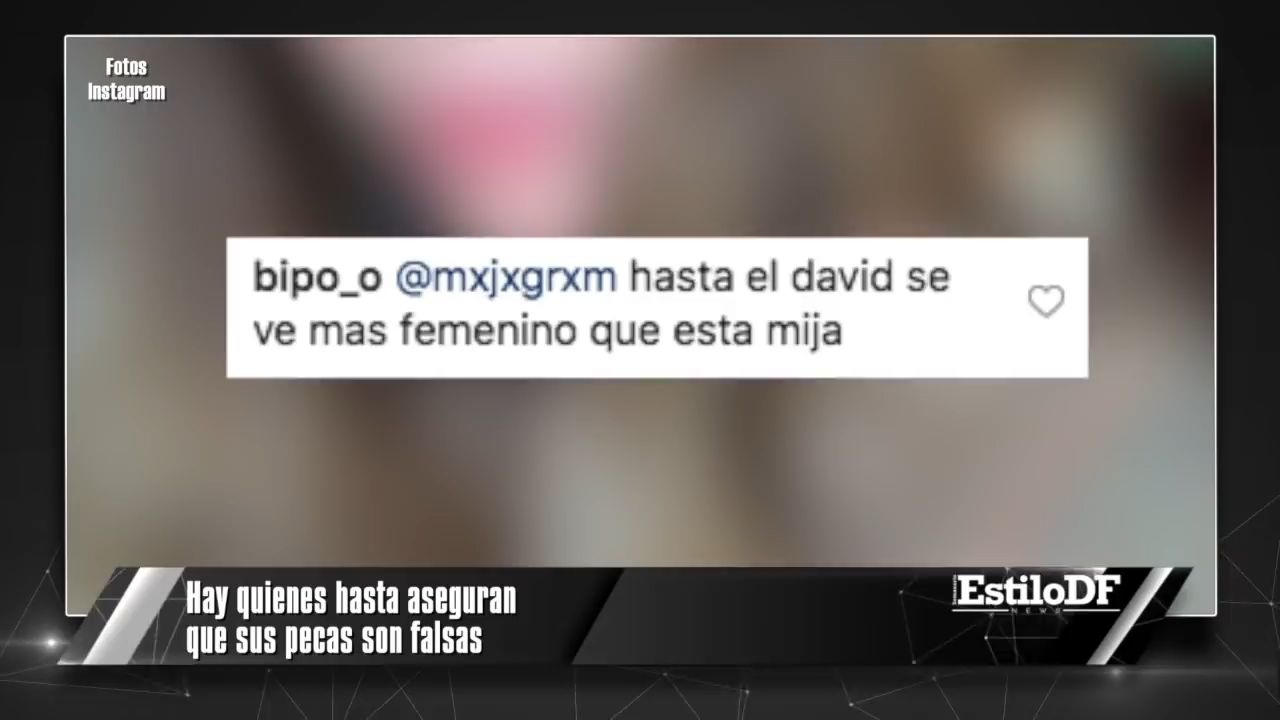 Fotos
Instagram
bipo_o @mxjxgrxm hasta el david se
ve mas femenino que esta mija
Hay quienes hasta aseguran
que sus pecas son falsas
EstiloDF
NEWS